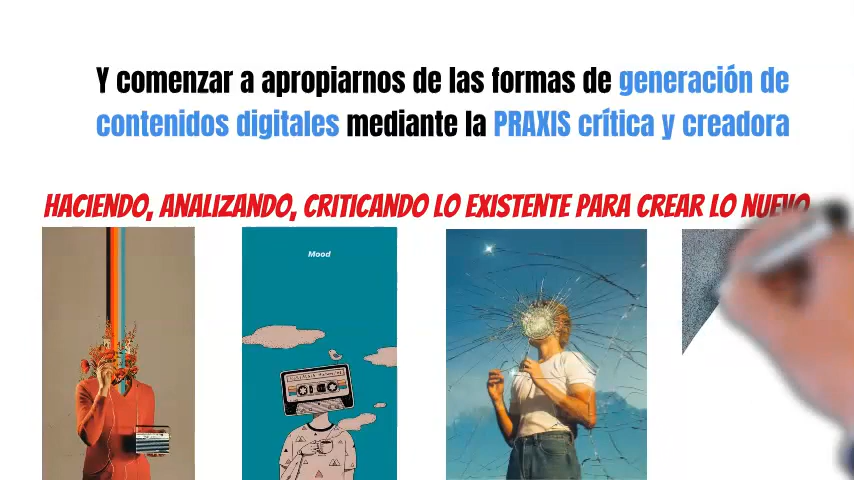 Y comenzar a apropiarnos de las formas de generación de
contenidos digitales mediante la PRAXIS crítica y creadora
HACIENDO, ANALIZANDO, CRITICANDO LO EXISTENTE PARA CREAR LO NUEVO
Mood